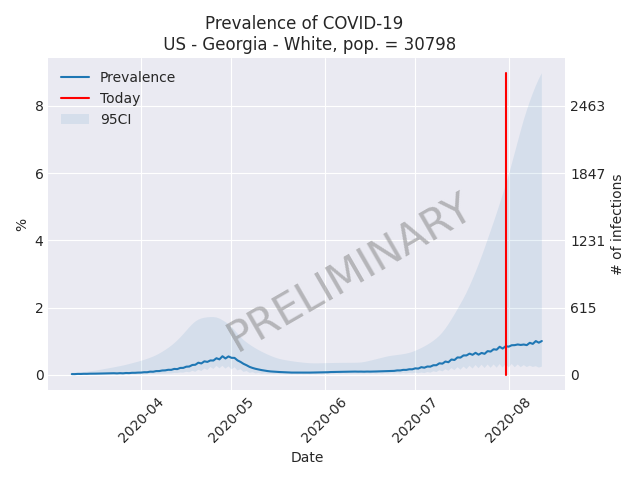 Prevalence of COVID-19
US - Georgia - White, pop. = 30798
Prevalence
Today
95CI
8
6
4
2
0
%
2463
1847
1231
615
0
# of infections
PRELIMINARY
2020-04
2020-05
2020-06
2020-07
2020-08
Date